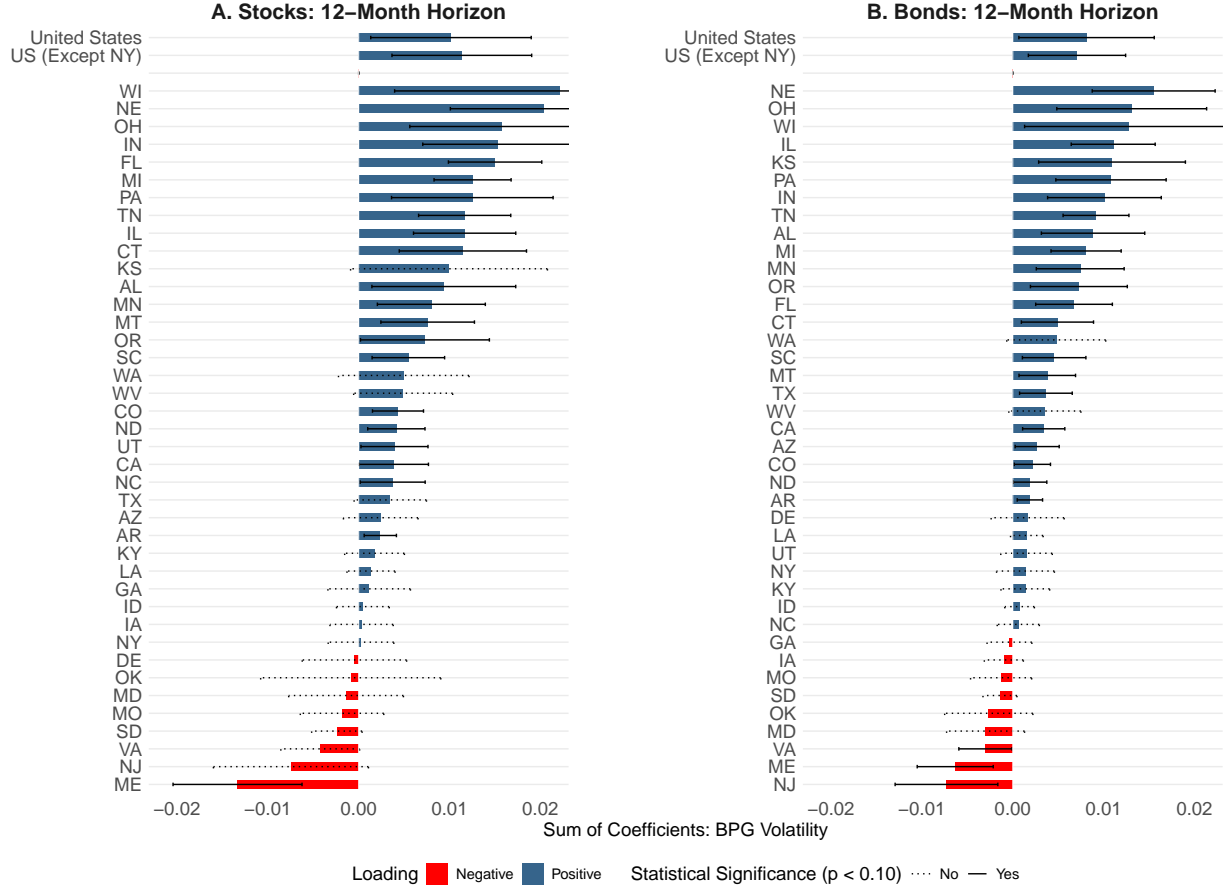 A. Stocks: 12−Month Horizon
United States
US (Except NY)
WI
NE
OH
IN
FL
MI
PA
TN
IL
CT
KS
AL
MN
MT
OR
SC
WA
WV
CO
ND
UT
CA
NC
TX
AZ
AR
KY
LA
GA
ID
IA
NY
DE
OK
MD
MO
SD
VA
NJ
ME
−0.02 −0.01 0.00 0.01 0.02
B. Bonds: 12−Month Horizon
United States
US (Except NY)
NE
OH
WI
IL
KS
PA
IN
TN
AL
MI
MN
OR
FL
CT
WA
SC
MT
TX
WV
CA
AZ
CO
ND
AR
DE
LA
UT
NY
KY
ID
NC
GA
IA
MO
SD
OK
MD
VA
ME
NJ
−0.02 −0.01 0.00 0.01 0.02
Sum of Coefficients: BPG Volatility
Loading Negative Positive Statistical Significance (p < 0.10) No Yes